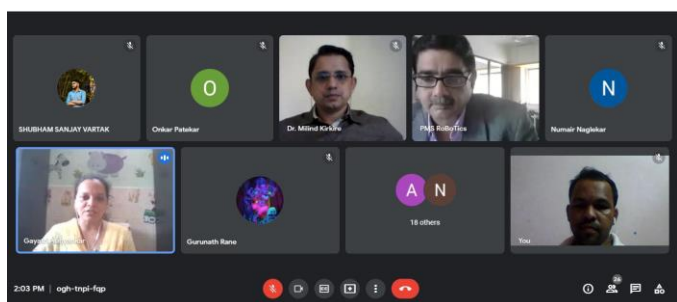 O
N
SHUBHAM SANJAY VARTAK
Onkar Patekar
Dr. Milind Kirkire
PMS RoBoTics
Numair Naglekar
A N
18 others
Gurunath Rane
You
2:03 PM | ogh-tnpi-fqp
26